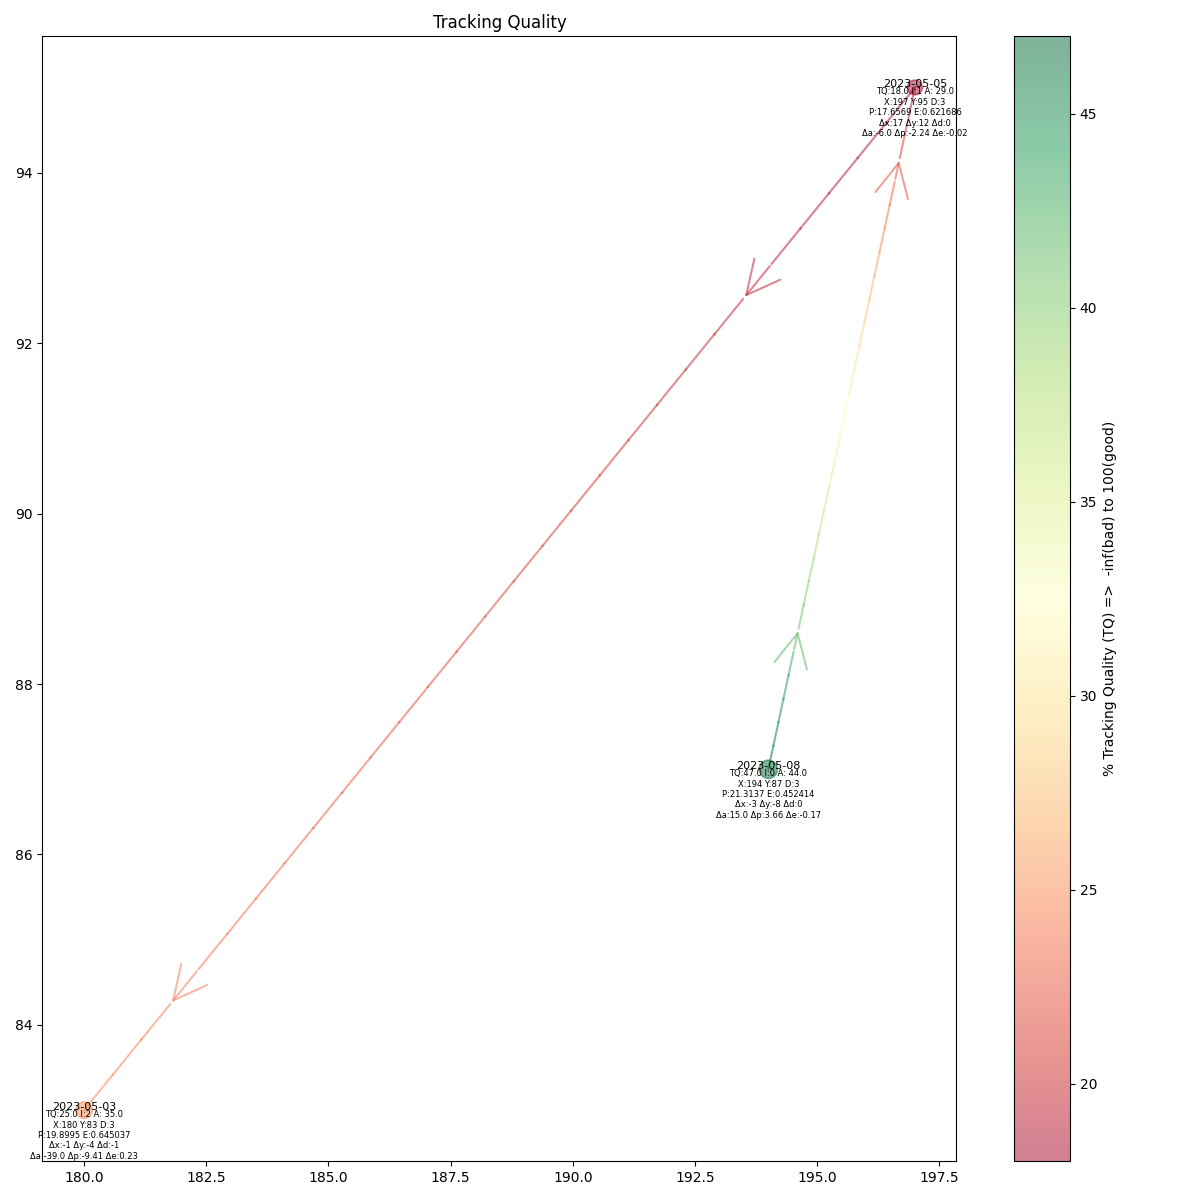 Tracking Quality
2023-05-05
TQ:18.0 I:1 A: 29.0
X:197 Y:95 D:3
P:17.6569 E:0.621686
Δx:17 Δy:12 Δd:0
Δa:-6.0 Δp:-2.24 Δe:-0.02
2023-05-08
TQ:47.0 I:0 A: 44.0
X:194 Y:87 D:3
P:21.3137 E:0.452414
Δx:-3 Δy:-8 Δd:0
Δa:15.0 Δp:3.66 Δe:-0.17
2023-05-03
TQ:25.0 I:2 A: 35.0
X:180 Y:83 D:3
P:19.8995 E:0.645037
Δx:-1 Δy:-4 Δd:-1
Δa:-39.0 Δp:-9.41 Δe:0.23
94
92
90
88
86
84
180.0 182.5 185.0 187.5 190.0 192.5 195.0 197.5
45
40
35
30
25
20
% Tracking Quality (TQ) => -inf(bad) to 100(good)